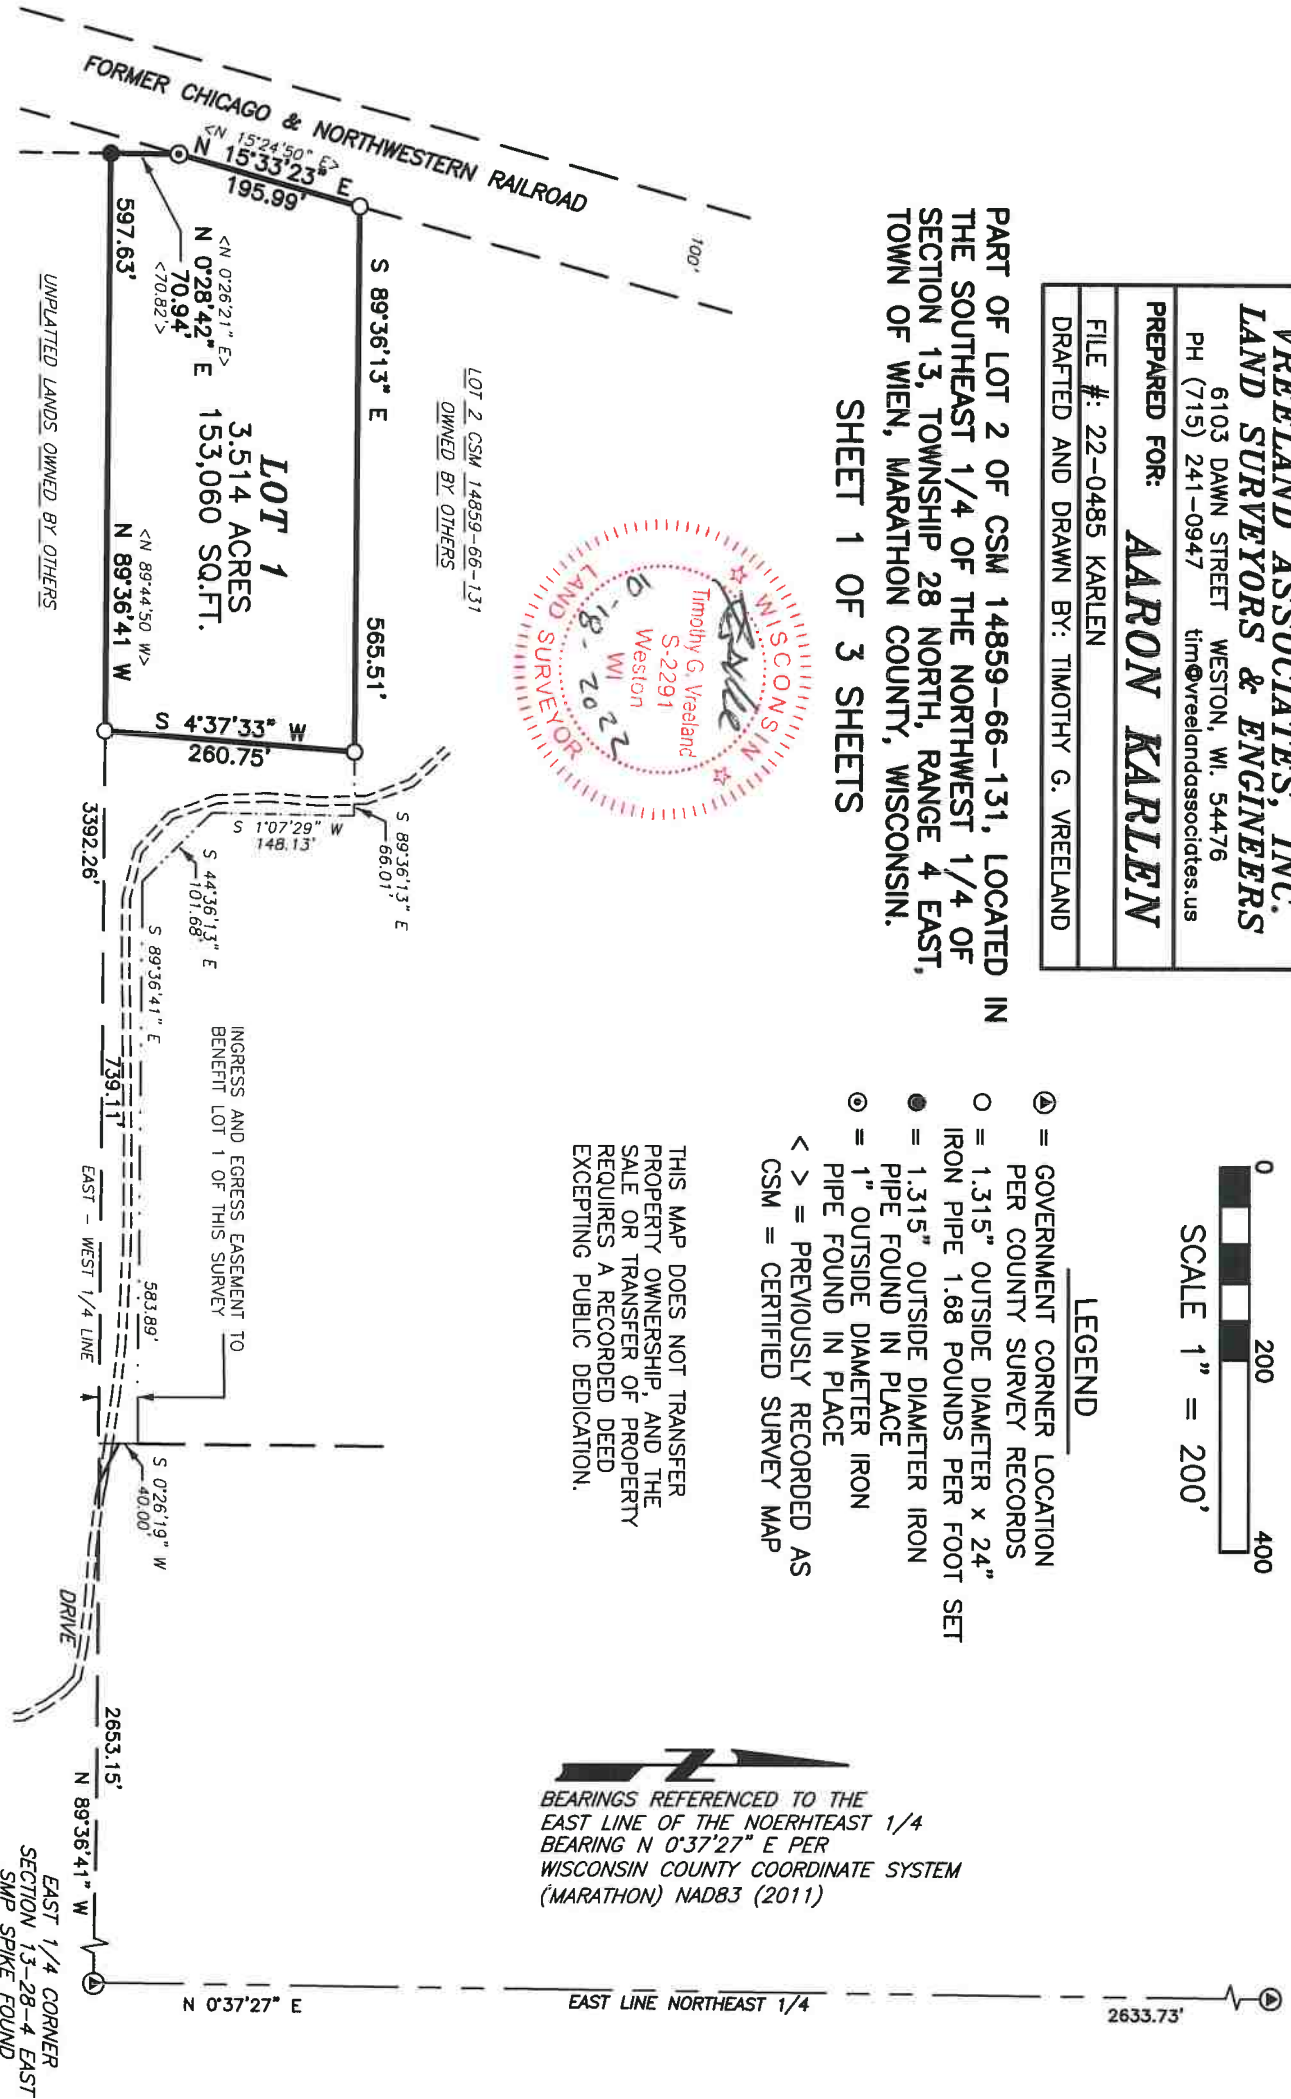 VREELAND ASSOCIATES, INC.
LAND SURVEYORS & ENGINEERS
6103 DAWN STREET WESTON, WI. 54476
PH (715) 241-0947 tim@vreelandassociates.us
PREPARED FOR: AARON KARLEN
FILE #: 22-0485 KARLEN
DRAFTED AND DRAWN BY: TIMOTHY G. VREELAND
PART OF LOT 2 OF CSM 14859-66-131, LOCATED IN
THE SOUTHEAST 1/4 OF THE NORTHWEST 1/4 OF
SECTION 13, TOWNSHIP 28 NORTH, RANGE 4 EAST,
TOWN OF WIEN, MARATHON COUNTY, WISCONSIN.
SHEET 1 OF 3 SHEETS
0 200 400
SCALE 1" = 200'
LEGEND
= GOVERNMENT CORNER LOCATION
PER COUNTY SURVEY RECORDS
○ = 1.315" OUTSIDE DIAMETER x 24"
IRON PIPE 1.68 POUNDS PER FOOT SET
● = 1.315" OUTSIDE DIAMETER IRON
PIPE FOUND IN PLACE
⊙ = 1" OUTSIDE DIAMETER IRON
PIPE FOUND IN PLACE
< > = PREVIOUSLY RECORDED AS
CSM = CERTIFIED SURVEY MAP
THIS MAP DOES NOT TRANSFER
PROPERTY OWNERSHIP, AND THE
SALE OR TRANSFER OF PROPERTY
REQUIRES A RECORDED DEED
EXCEPTING PUBLIC DEDICATION.
WISCONSIN
Timothy G. Vreeland
S-2291
Weston
WI
10-18-2022
LAND SURVEYOR
BEARINGS REFERENCED TO THE
EAST LINE OF THE NOERHTEAST 1/4
BEARING N 0°37'27" E PER
WISCONSIN COUNTY COORDINATE SYSTEM
(MARATHON) NAD83 (2011)
2633.73'
EAST LINE NORTHEAST 1/4
N 0°37'27" E
100'
FORMER CHICAGO & NORTHWESTERN RAILROAD
LOT 2 CSM 14859-66-131
OWNED BY OTHERS
<N 15°24'50" E>
N 15°33'23" E
195.99'
S 89°36'13" E
565.51'
<N 0°26'21" E>
N 0°28'42" E
70.94'
<70.82'>
LOT 1
3.514 ACRES
153,060 SQ.FT.
S 4°37'33" W
260.75'
<N 89°44'50 W>
N 89°36'41 W
597.63'
UNPLATTED LANDS OWNED BY OTHERS
S 89°36'13" E
66.01'
S 1°07'29" W
148.13'
S 44°36'13" E
101.68'
S 89°36'41" E
583.89'
INGRESS AND EGRESS EASEMENT TO
BENEFIT LOT 1 OF THIS SURVEY
3392.26'
739.11'
EAST - WEST 1/4 LINE
S 0°26'19" W
40.00'
DRIVE
2653.15'
N 89°36'41" W
EAST 1/4 CORNER
SECTION 13-28-4 EAST
SMP SPIKE FOUND